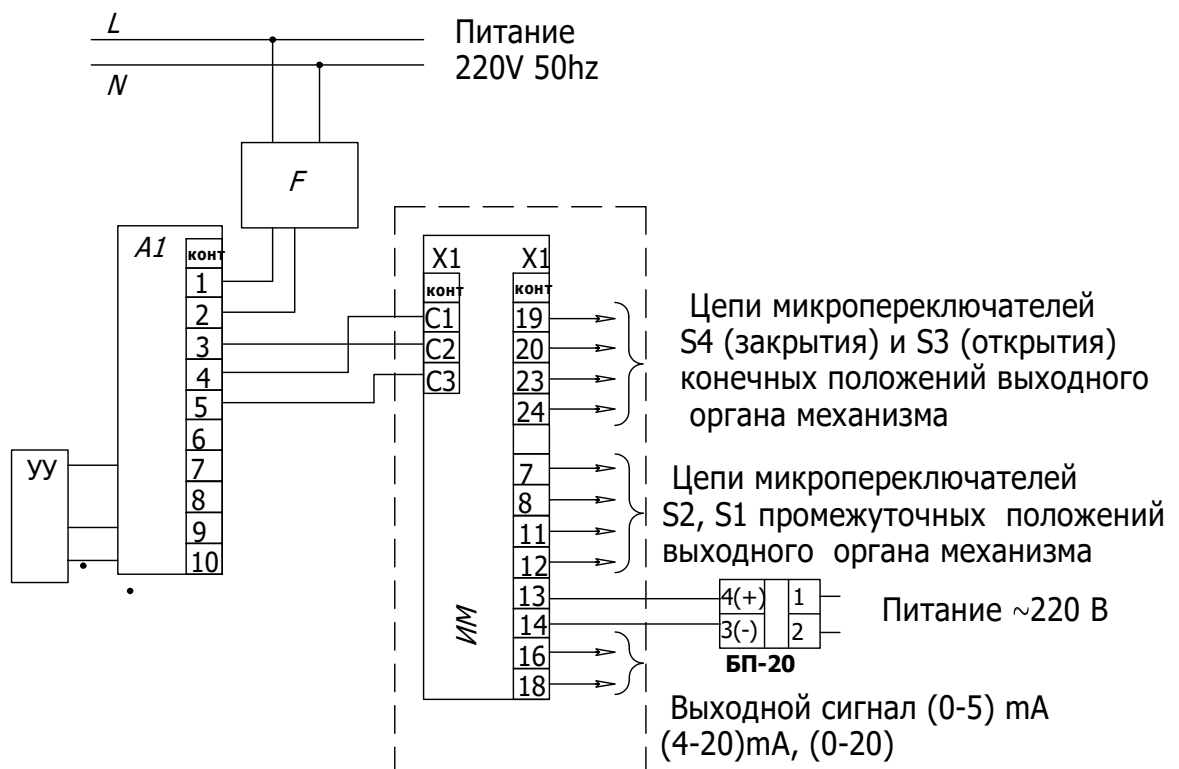 L
Питание
220V 50hz
N
F
A1
конт
1
2
3
4
5
6
7
8
9
10
УУ
X1
X1
конт
конт
C1
C2
C3
19
20
23
24
7
8
11
12
13
14
16
18
ИМ
Цепи микропереключателей
S4 (закрытия) и S3 (открытия)
конечных положений выходного
органа механизма
Цепи микропереключателей
S2, S1 промежуточных положений
выходного органа механизма
4(+)
1
3(-)
2
БП-20
Питание ~220 В
Выходной сигнал (0-5) mA
(4-20)mA, (0-20)